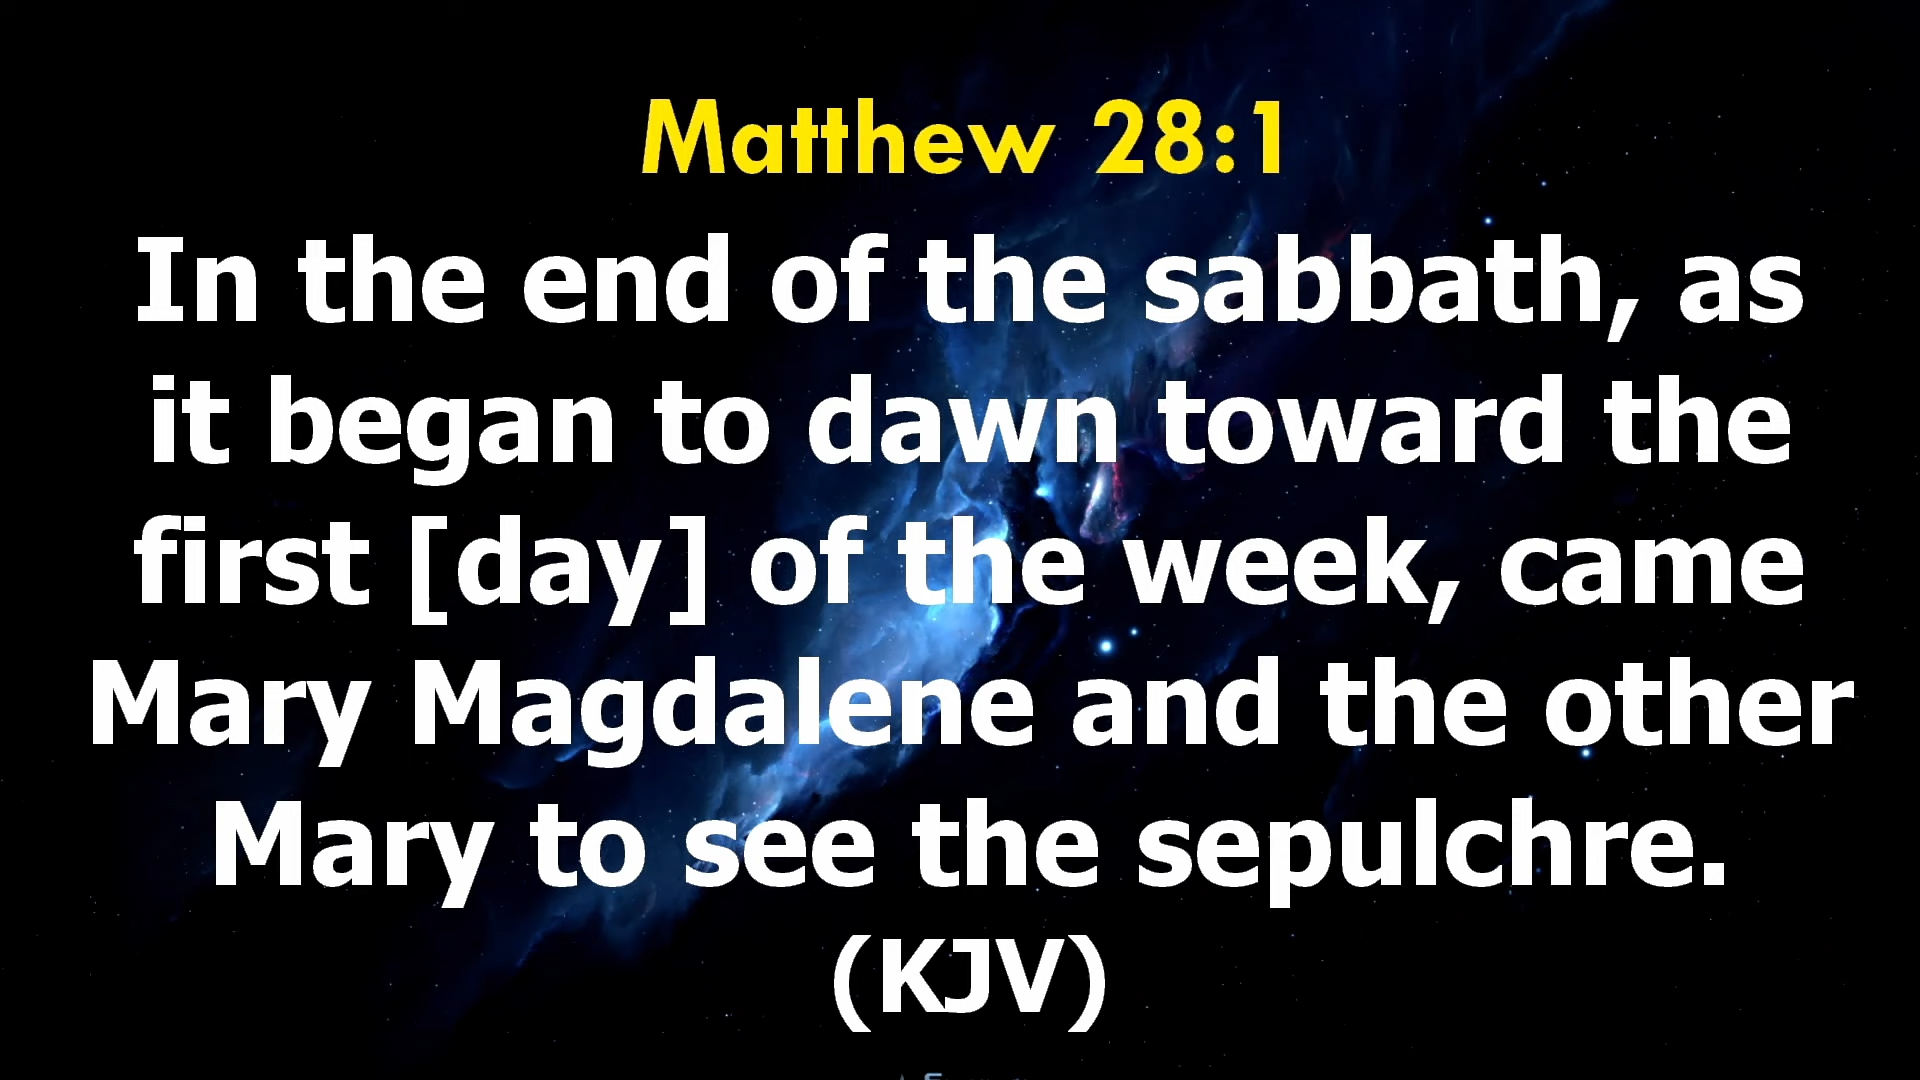 Matthew 28:1
In the end of the sabbath, as
it began to dawn toward the
first [day] of the week, came
Mary Magdalene and the other
Mary to see the sepulchre.
(KJV)